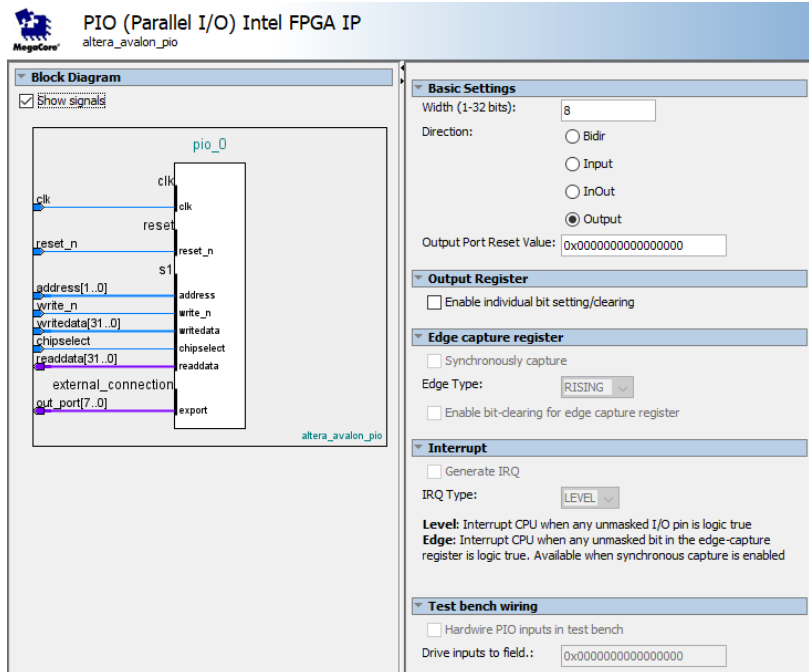 PIO (Parallel I/O) Intel FPGA IP
altera_avalon_pio
MegaCore®
Block Diagram
Show signals
pio_0
clk
clk
clk
reset
reset_n
reset_n
s1
address[1..0]
address
write_n
write_n
writedata[31..0]
writedata
chipselect
chipselect
readdata[31..0]
readdata
external_connection
out_port[7..0]
export
altera_avalon_pio
Basic Settings
Width (1-32 bits):
8
Direction:
Bidir
Input
InOut
Output
Output Port Reset Value:
0x0000000000000000
Output Register
Enable individual bit setting/clearing
Edge capture register
Synchronously capture
Edge Type:
RISING
Enable bit-clearing for edge capture register
Interrupt
Generate IRQ
IRQ Type:
LEVEL
Level: Interrupt CPU when any unmasked I/O pin is logic true
Edge: Interrupt CPU when any unmasked bit in the edge-capture
register is logic true. Available when synchronous capture is enabled
Test bench wiring
Hardwire PIO inputs in test bench
Drive inputs to field.:
0x0000000000000000